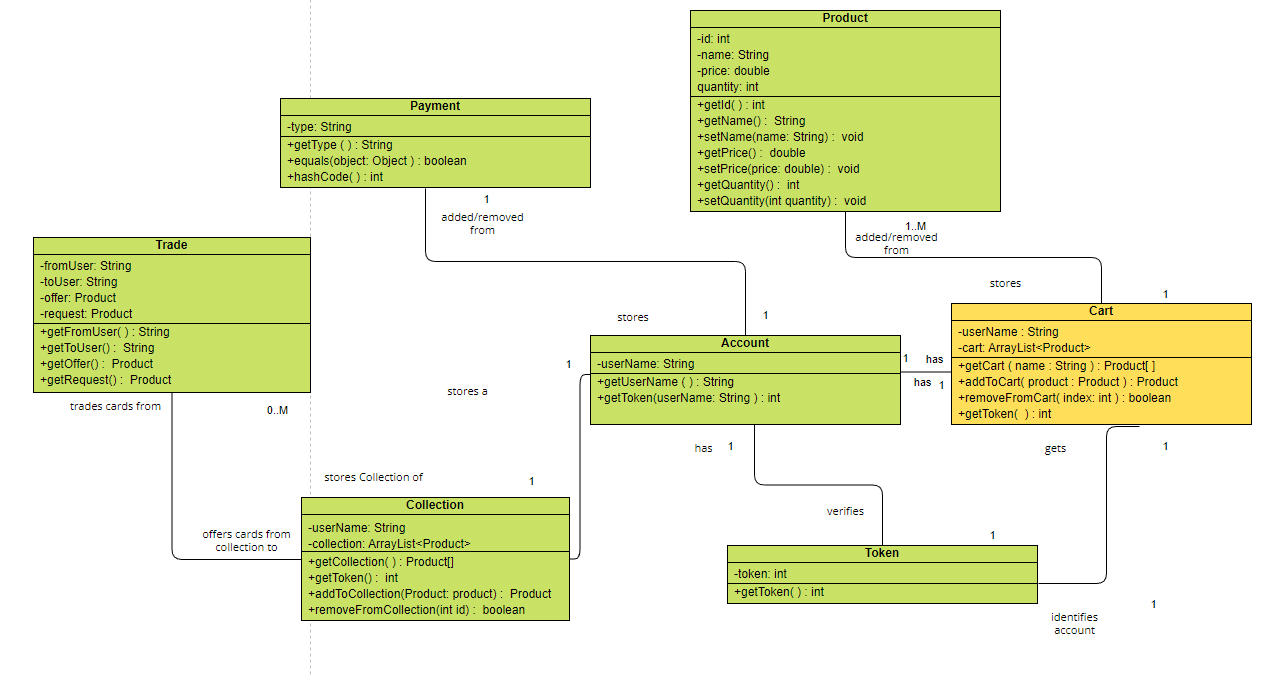 Product
-id: int
-name: String
-price: double
quantity: int
+getId( ) : int
+getName() :  String
+setName(name: String) :  void
+getPrice() :  double
+setPrice(price: double) :  void
+getQuantity() :  int
+setQuantity(int quantity) :  void
Payment
-type: String
+getType ( ) : String
+equals(object: Object ) : boolean
+hashCode( ) : int
1
added/removed
from
1..M
added/removed
from
Trade
-fromUser: String
-toUser: String
-offer: Product
-request: Product
+getFromUser( ) : String
+getToUser() :  String
+getOffer() :  Product
+getRequest() :  Product
trades cards from
0..M
stores
1
stores
1
Account
-userName: String
+getUserName ( ) : String
+getToken(userName: String ) : int
1
has
has
1
Cart
-userName : String
-cart: ArrayList<Product>
+getCart ( name : String ) : Product[ ]
+addToCart( product : Product ) : Product
+removeFromCart( index: int ) : boolean
+getToken(  ) : int
1
stores a
stores Collection of
1
has
1
gets
1
offers cards from
collection to
Collection
-userName: String
-collection: ArrayList<Product>
+getCollection( ) : Product[]
+getToken() :  int
+addToCollection(Product: product) :  Product
+removeFromCollection(int id) :  boolean
verifies
1
Token
-token: int
+getToken( ) : int
1
identifies
account